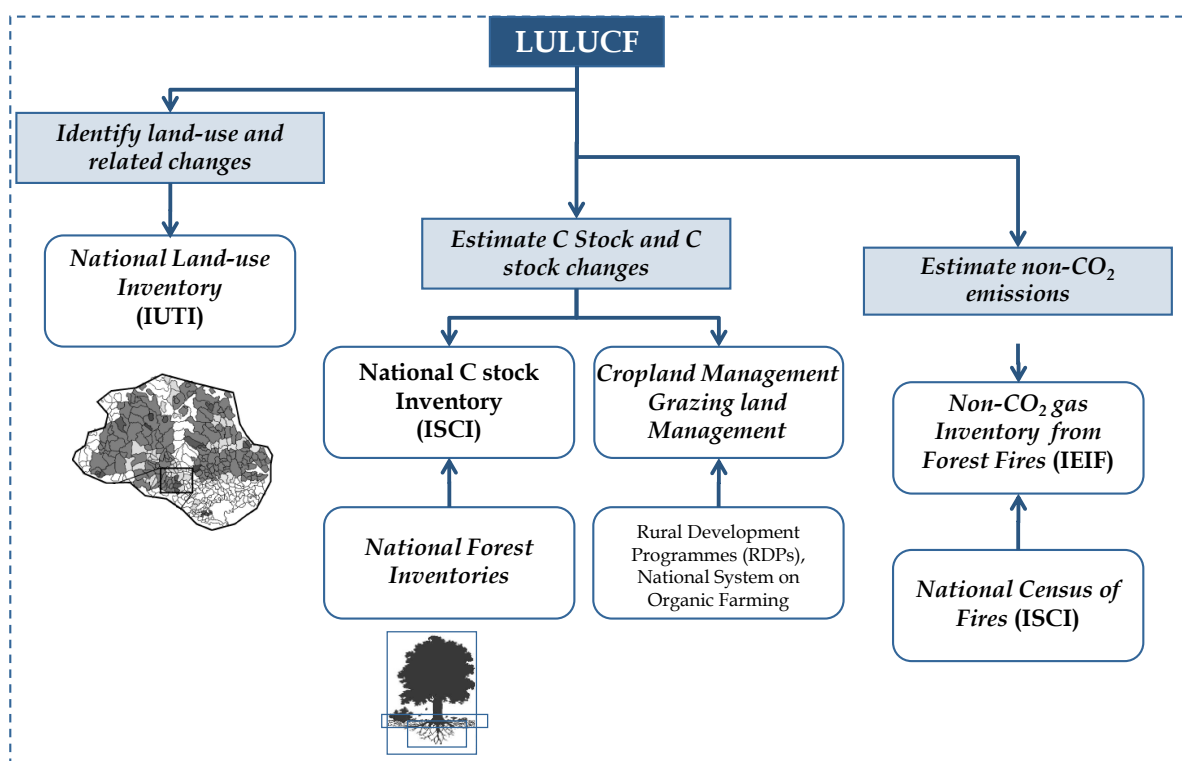 LULUCF
Identify land-use and
related changes
National Land-use
Inventory
(IUTI)
Estimate C Stock and C
stock changes
National C stock
Inventory
(ISCI)
National Forest
Inventories
Cropland Management
Grazing land
Management
Rural Development
Programmes (RDPs),
National System on
Organic Farming
Estimate non-CO₂
emissions
Non-CO₂ gas
Inventory from
Forest Fires (IEIF)
National Census of
Fires (ISCI)